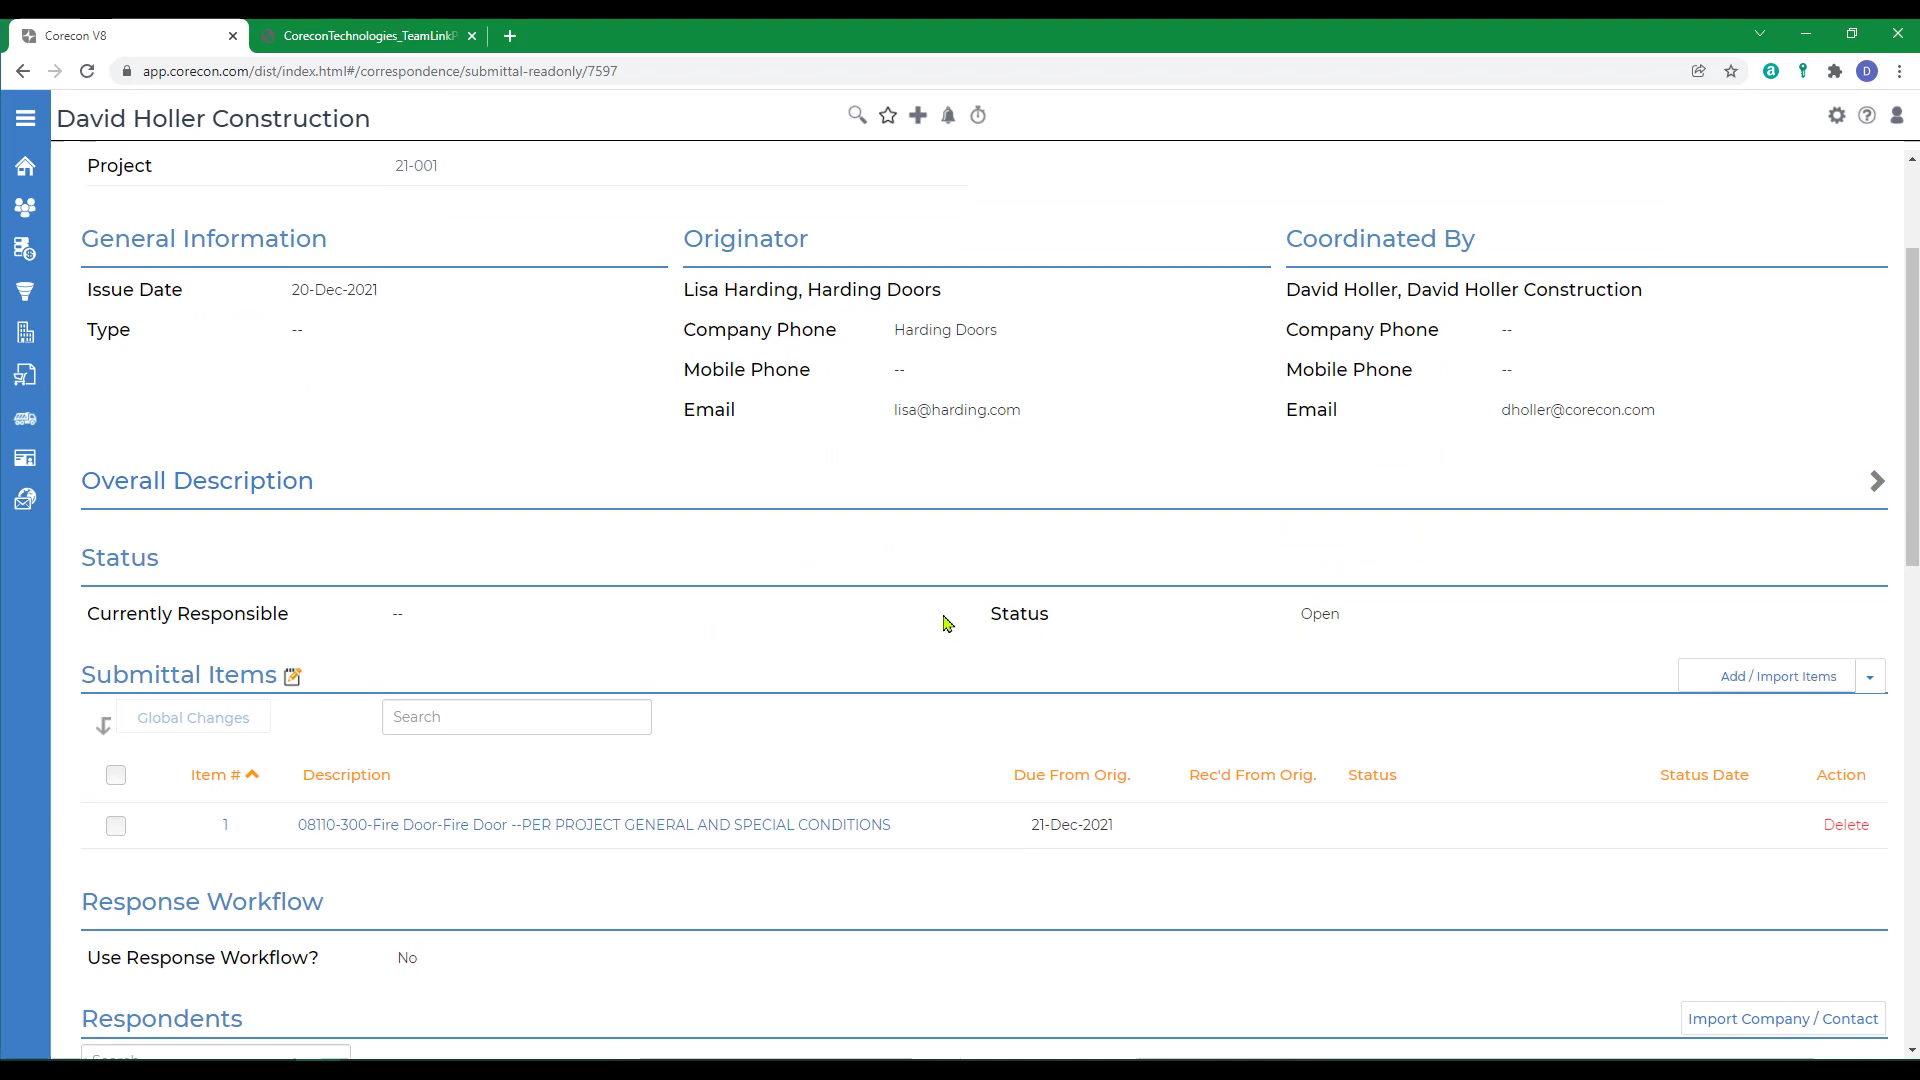 Corecon V8
CoreconTechnologies_TeamLinkP
app.corecon.com/dist/index.html#/correspondence/submittal-readonly/7597
D
David Holler Construction
Project 21-001
General Information Originator Coordinated By
Issue Date 20-Dec-2021 Lisa Harding, Harding Doors David Holler, David Holler Construction
Type -- Company Phone Harding Doors Company Phone --
Mobile Phone -- Mobile Phone --
Email lisa@harding.com Email dholler@corecon.com
Overall Description
Status
Currently Responsible -- Status Open
Submittal Items Add / Import Items
Global Changes Search
Item # Description Due From Orig. Rec'd From Orig. Status Status Date Action
1 08110-300-Fire Door-Fire Door --PER PROJECT GENERAL AND SPECIAL CONDITIONS 21-Dec-2021 Delete
Response Workflow
Use Response Workflow? No
Respondents Import Company / Contact
Search